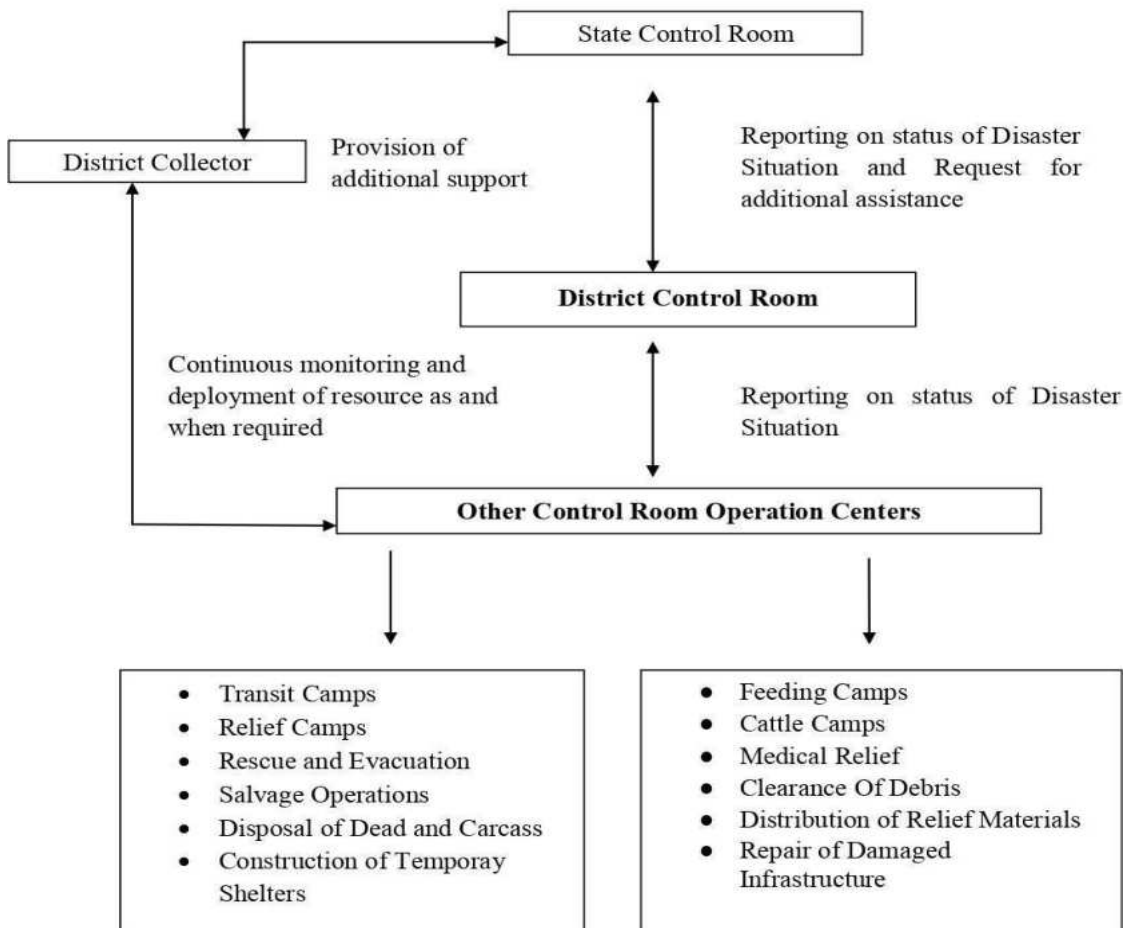 State Control Room
District Collector
Provision of
additional support
Reporting on status of Disaster
Situation and Request for
additional assistance
District Control Room
Continuous monitoring and
deployment of resource as and
when required
Reporting on status of Disaster
Situation
Other Control Room Operation Centers
• Transit Camps
• Relief Camps
• Rescue and Evacuation
• Salvage Operations
• Disposal of Dead and Carcass
• Construction of Temporay
Shelters
• Feeding Camps
• Cattle Camps
• Medical Relief
• Clearance Of Debris
• Distribution of Relief Materials
• Repair of Damaged
Infrastructure